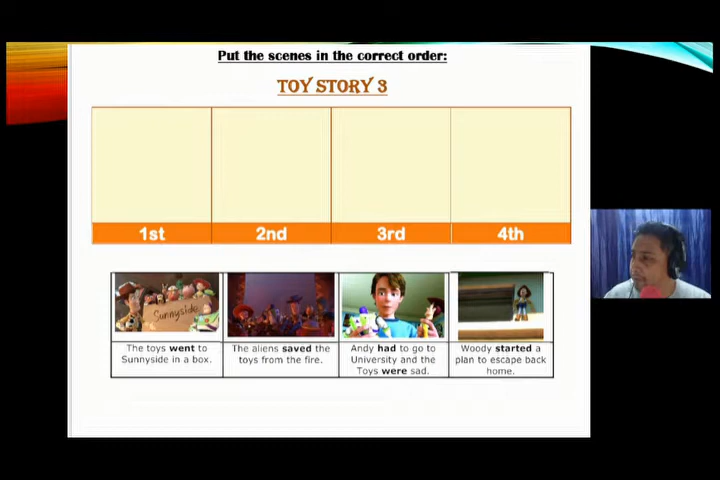 Put the scenes in the correct order:
TOY STORY 3
1st
2nd
3rd
4th
Sunnyside
The toys went to
Sunnyside in a box.
The aliens saved the
toys from the fire.
Andy had to go to
University and the
Toys were sad.
Woody started a
plan to escape back
home.